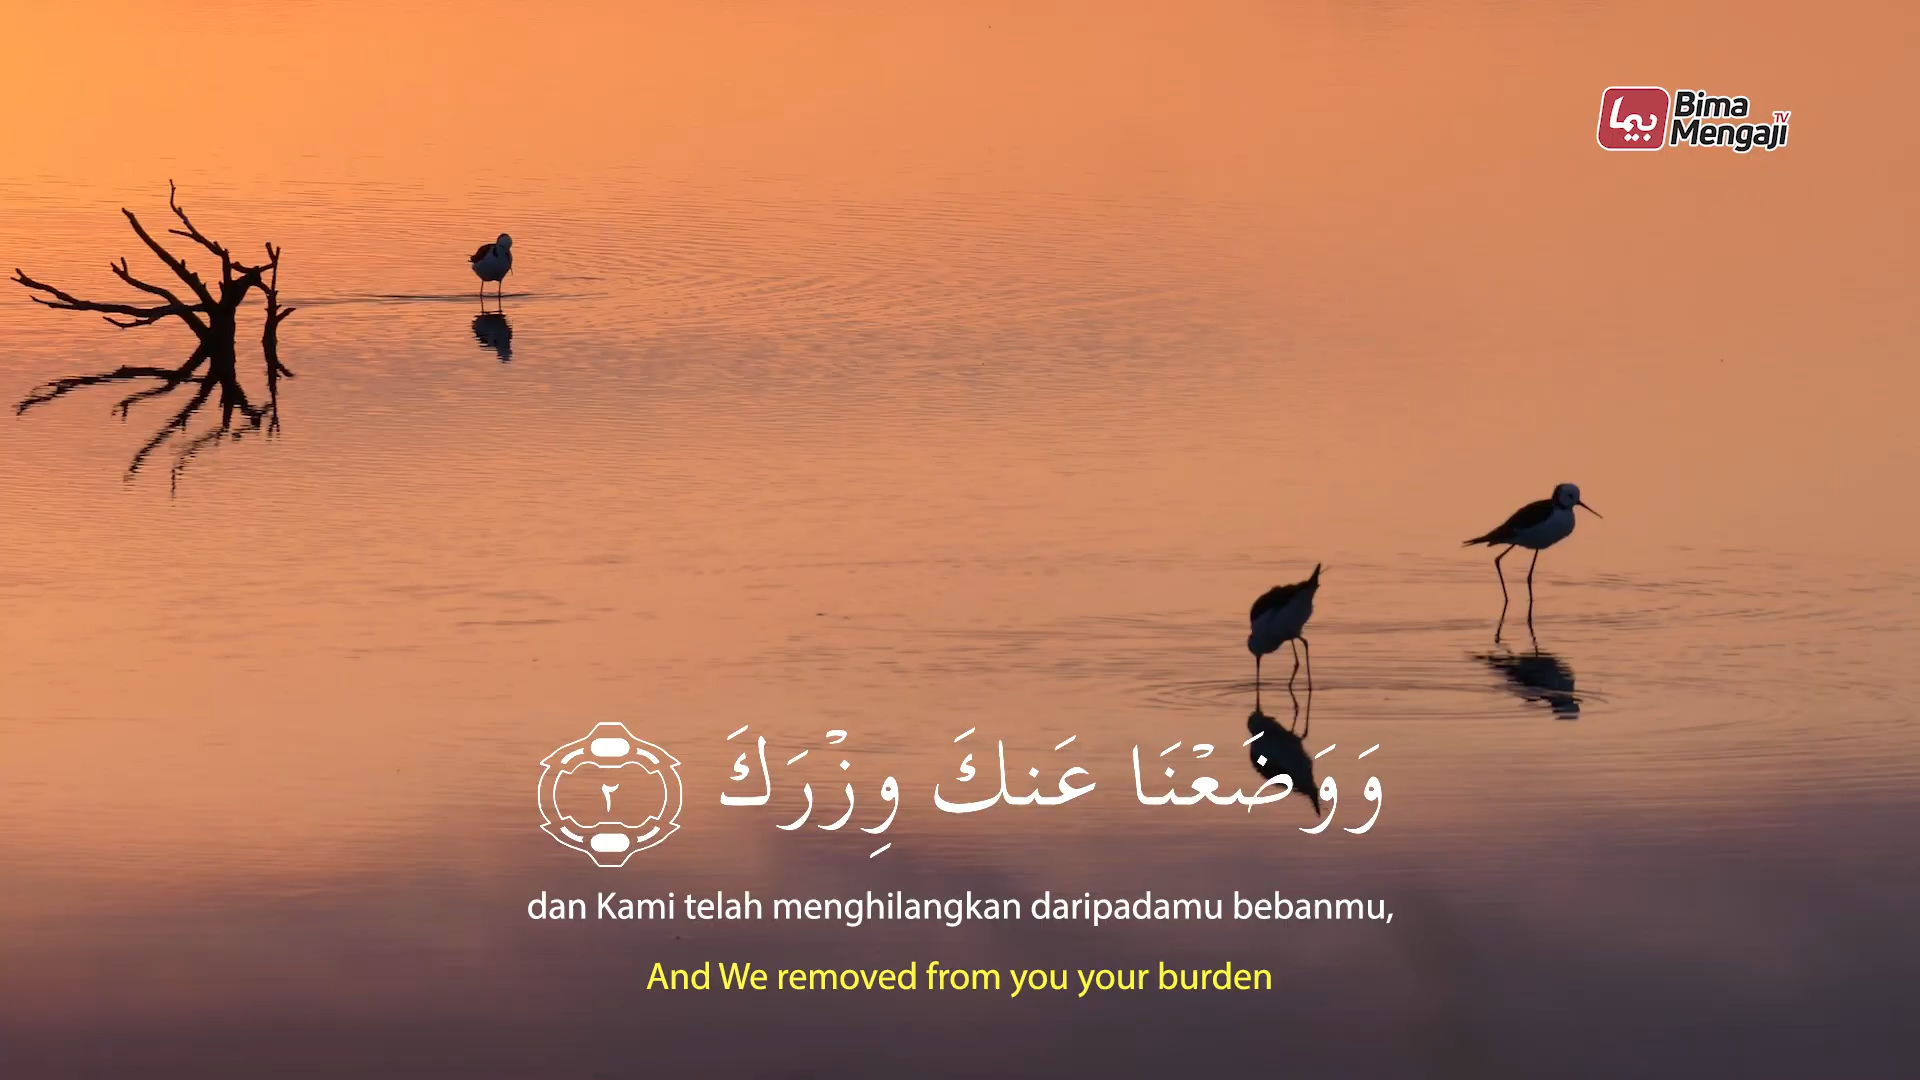 بيما
Bima
Mengaji TV
وَوَضَعْنَا عَنكَ وِزْرَكَ ٢
dan Kami telah menghilangkan daripadamu bebanmu,
And We removed from you your burden